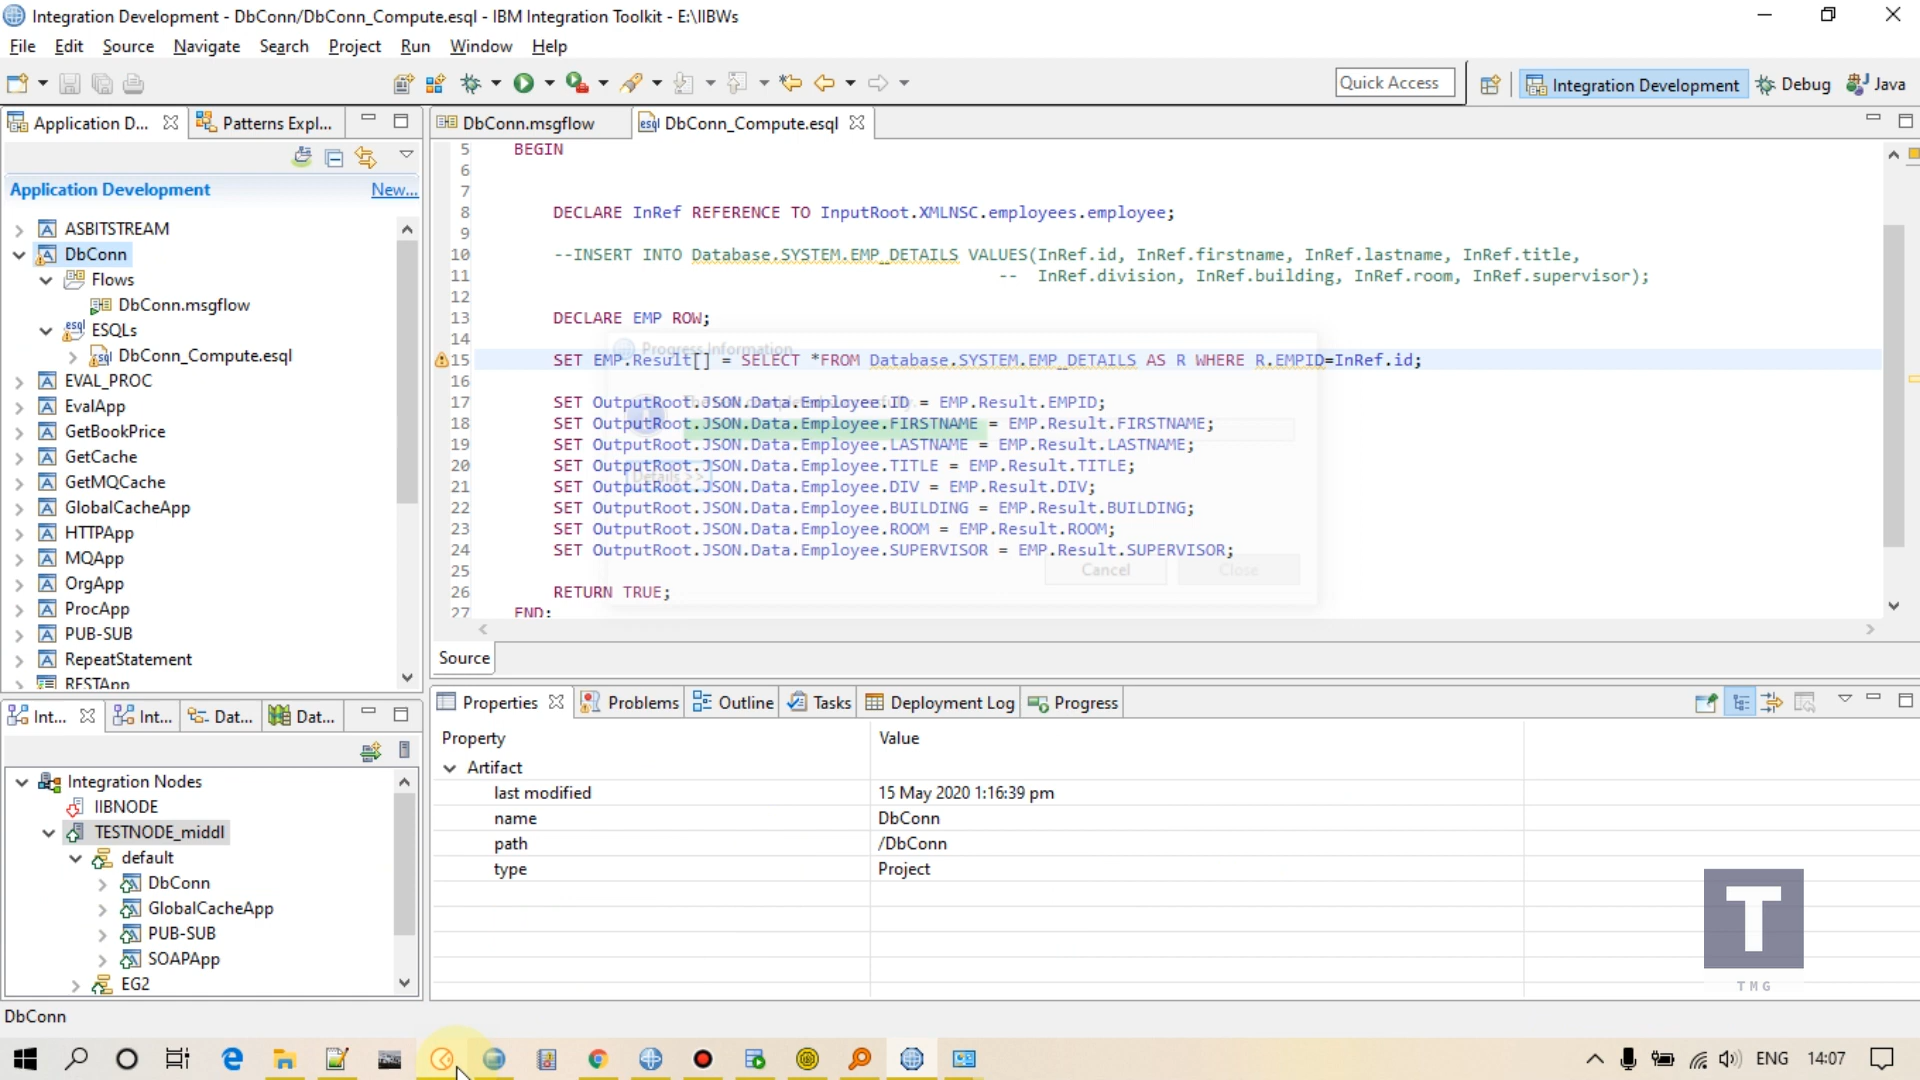 Integration Development - DbConn/DbConn_Compute.esql - IBM Integration Toolkit - E:\IIBWs
File Edit Source Navigate Search Project Run Window Help
Quick Access
Integration Development
Debug
Java
Application D...
Patterns Expl...
DbConn.msgflow
DbConn_Compute.esql
Application Development
New...
ASBITSTREAM
DbConn
Flows
DbConn.msgflow
ESQLs
DbConn_Compute.esql
EVAL_PROC
EvalApp
GetBookPrice
GetCache
GetMQCache
GlobalCacheApp
HTTPApp
MQApp
OrgApp
ProcApp
PUB-SUB
RepeatStatement
RESTApp
5 BEGIN
6
7
8 DECLARE InRef REFERENCE TO InputRoot.XMLNSC.employees.employee;
9
10 --INSERT INTO Database.SYSTEM.EMP_DETAILS VALUES(InRef.id, InRef.firstname, InRef.lastname, InRef.title,
11 -- InRef.division, InRef.building, InRef.room, InRef.supervisor);
12
13 DECLARE EMP ROW;
14
Progress Information
15 SET EMP.Result[] = SELECT *FROM Database.SYSTEM.EMP_DETAILS AS R WHERE R.EMPID=InRef.id;
16
17 SET OutputRoot.JSON.Data.Employee.ID = EMP.Result.EMPID;
18 SET OutputRoot.JSON.Data.Employee.FIRSTNAME = EMP.Result.FIRSTNAME;
19 SET OutputRoot.JSON.Data.Employee.LASTNAME = EMP.Result.LASTNAME;
20 SET OutputRoot.JSON.Data.Employee.TITLE = EMP.Result.TITLE;
Details >>
21 SET OutputRoot.JSON.Data.Employee.DIV = EMP.Result.DIV;
22 SET OutputRoot.JSON.Data.Employee.BUILDING = EMP.Result.BUILDING;
23 SET OutputRoot.JSON.Data.Employee.ROOM = EMP.Result.ROOM;
24 SET OutputRoot.JSON.Data.Employee.SUPERVISOR = EMP.Result.SUPERVISOR;
25
Cancel Close
26 RETURN TRUE;
27 END;
Source
Int...
Int...
Dat...
Dat...
Integration Nodes
IIBNODE
TESTNODE_middl
default
DbConn
GlobalCacheApp
PUB-SUB
SOAPApp
EG2
Properties
Problems
Outline
Tasks
Deployment Log
Progress
Property Value
Artifact
last modified 15 May 2020 1:16:39 pm
name DbConn
path /DbConn
type Project
T
TMG
DbConn
ENG 14:07